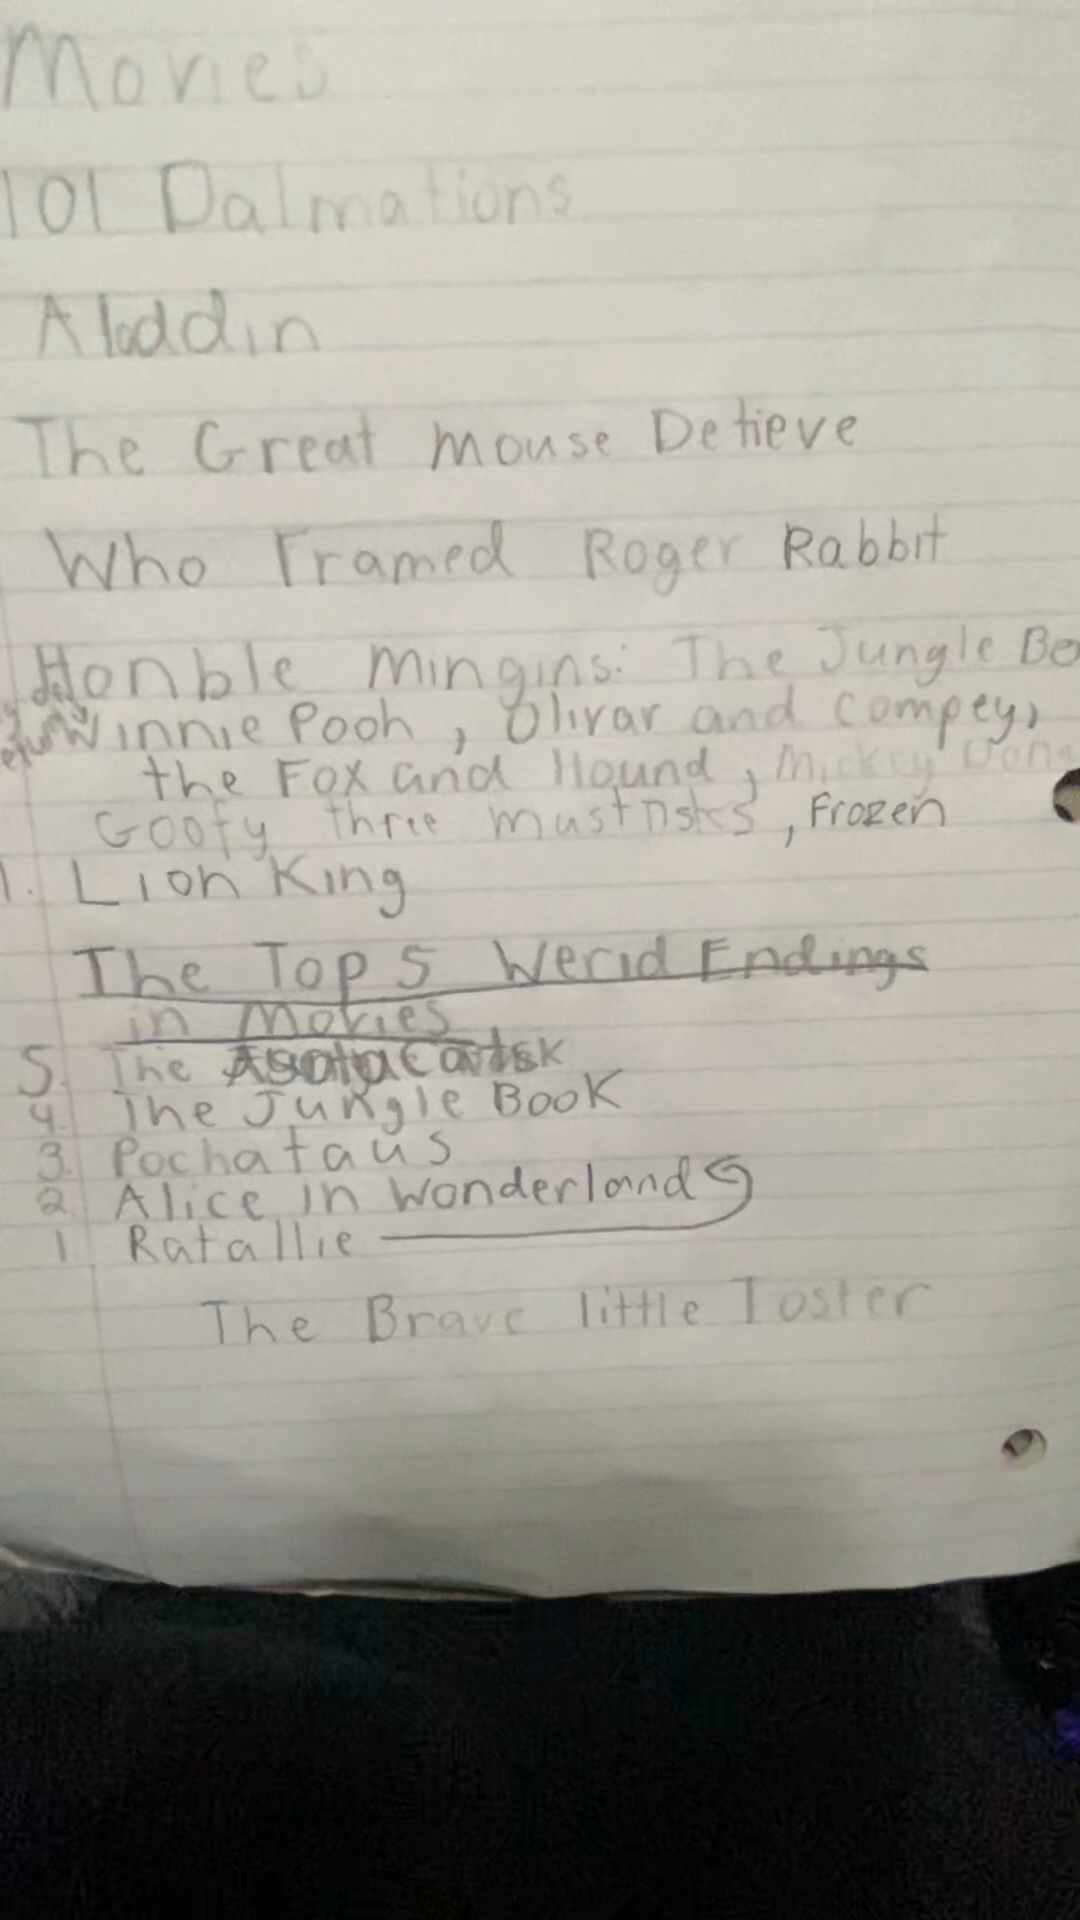 Movies
101 Dalmations
Aladdin
The Great mouse Detieve
Who Framed Roger Rabbit
Honble mingins: The Jungle Bo
Winnie Pooh, Olivar and compey,
the Fox and Hound, Mickey Don
Goofy three mustists, Frozen
1. Lion King
The Top 5 Werid Endings
in Movies
5. The
4. The Jungle Book
3. Pochataus
2 Alice in Wonderland
1 Ratallie
The Brave little Toster